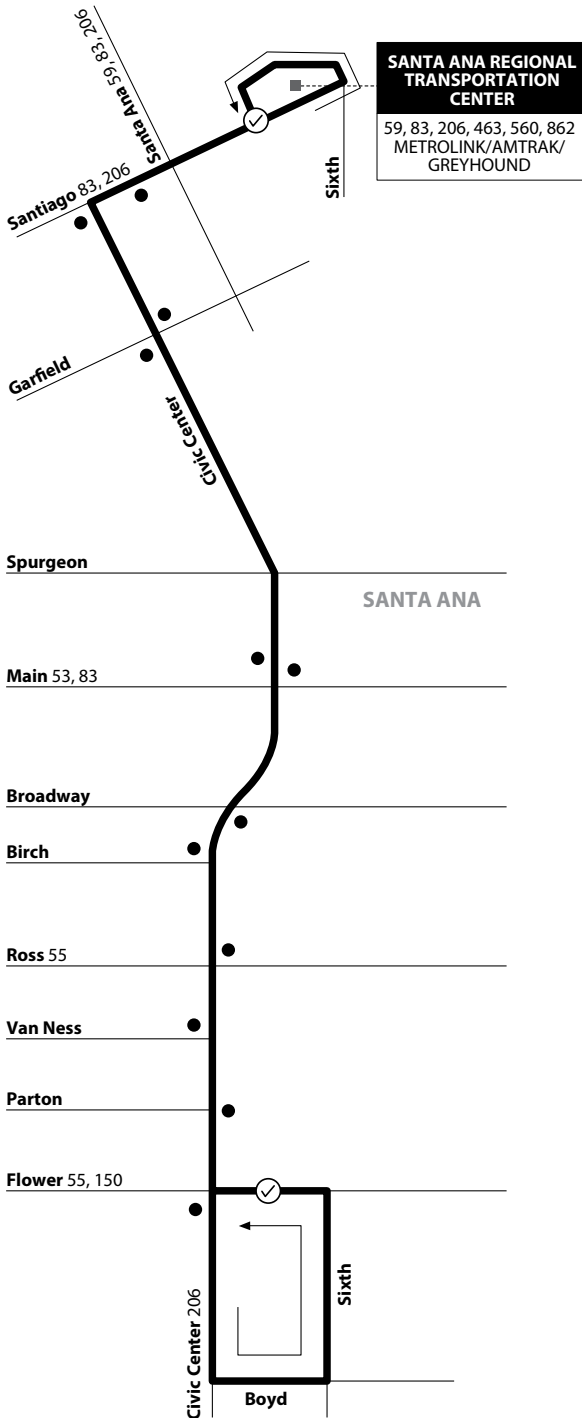 Santa Ana 59, 83, 206
SANTA ANA REGIONAL
TRANSPORTATION
CENTER
59, 83, 206, 463, 560, 862
METROLINK/AMTRAK/
GREYHOUND
Sixth
Santiago 83, 206
Garfield
Civic Center
Spurgeon
SANTA ANA
Main 53, 83
Broadway
Birch
Ross 55
Van Ness
Parton
Flower 55, 150
Sixth
Civic Center 206
Boyd